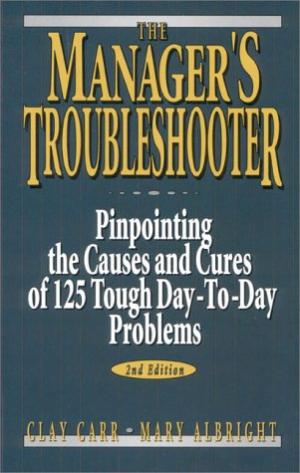 THE
MANAGER'S
TROUBLESHOOTER
Pinpointing
the Causes and Cures
of 125 Tough Day-To-Day
Problems
2nd Edition
CLAY CARR • MARY ALBRIGHT